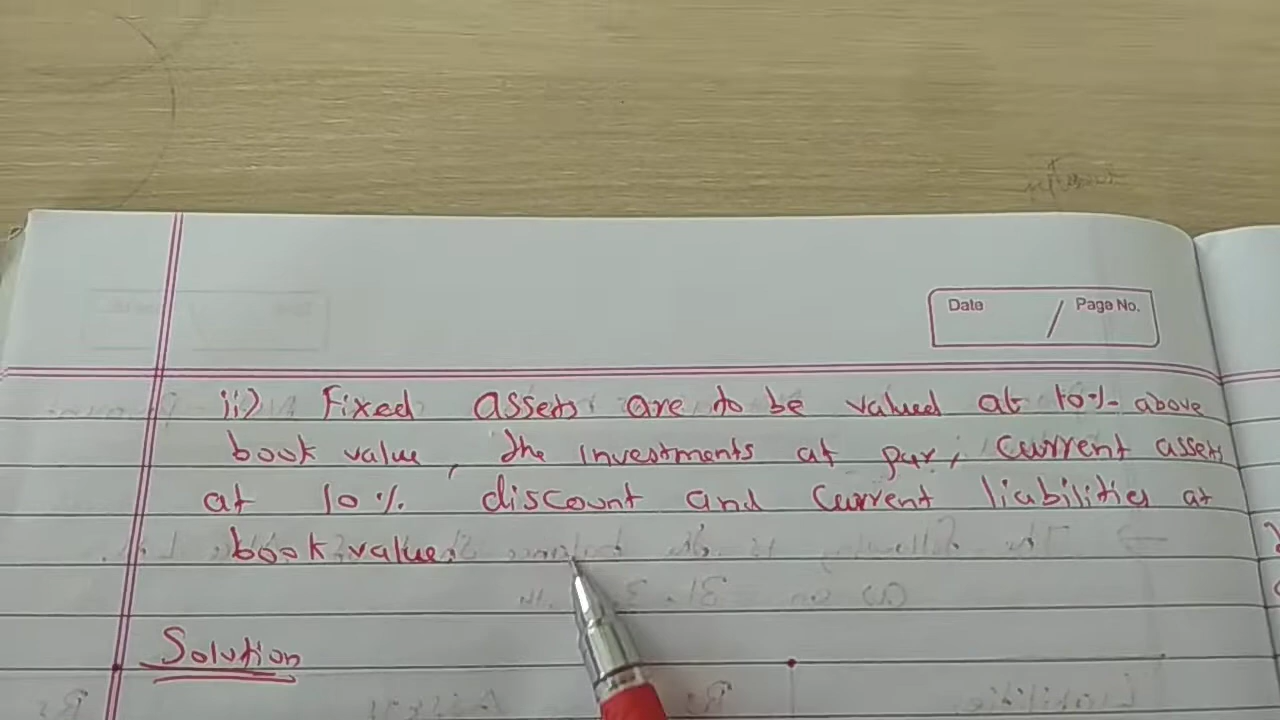 Date / Page No.
ii) Fixed assets are to be valued at 10% above
book value, the investments at par, current assets
at 10% discount and current liabilities at
book value.
Solution